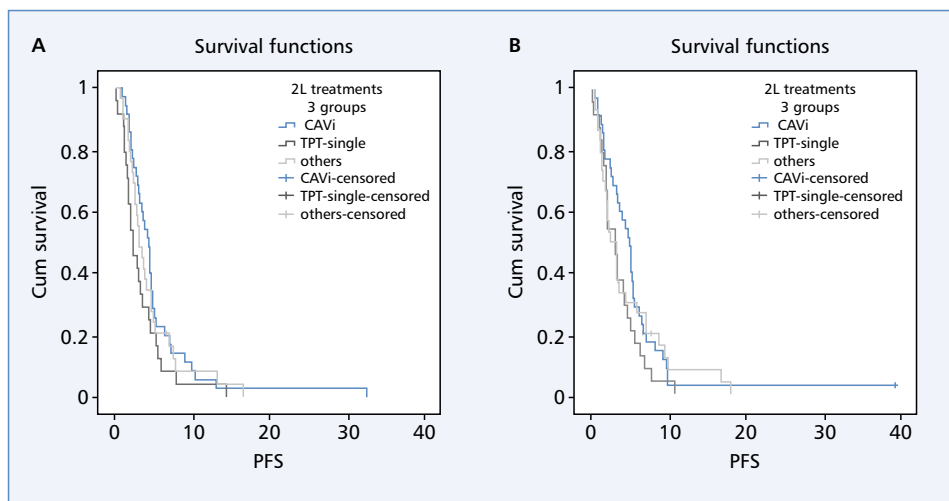 A
Survival functions
2L treatments
3 groups
CAVi
TPT-single
others
CAVi-censored
TPT-single-censored
others-censored
1
0.8
0.6
0.4
0.2
0
Cum survival
0 10 20 30 40
PFS
B
Survival functions
2L treatments
3 groups
CAVi
TPT-single
others
CAVi-censored
TPT-single-censored
others-censored
1
0.8
0.6
0.4
0.2
0
Cum survival
0 10 20 30 40
PFS